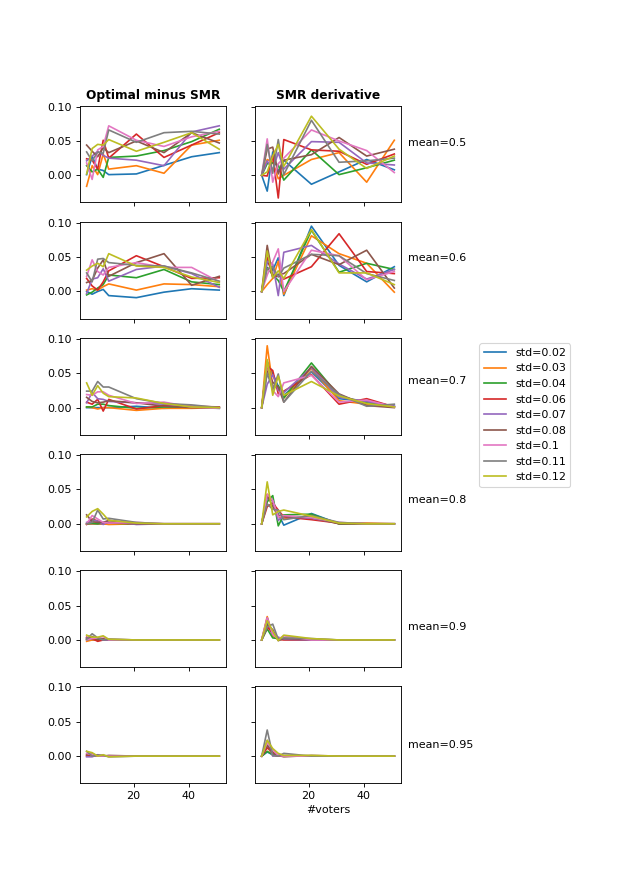 Optimal minus SMR
SMR derivative
0.10
0.05
0.00
mean=0.5
0.10
0.05
0.00
mean=0.6
0.10
0.05
0.00
mean=0.7
std=0.02
std=0.03
std=0.04
std=0.06
std=0.07
std=0.08
std=0.1
std=0.11
std=0.12
0.10
0.05
0.00
mean=0.8
0.10
0.05
0.00
mean=0.9
0.10
0.05
0.00
mean=0.95
20 40 20 40
#voters